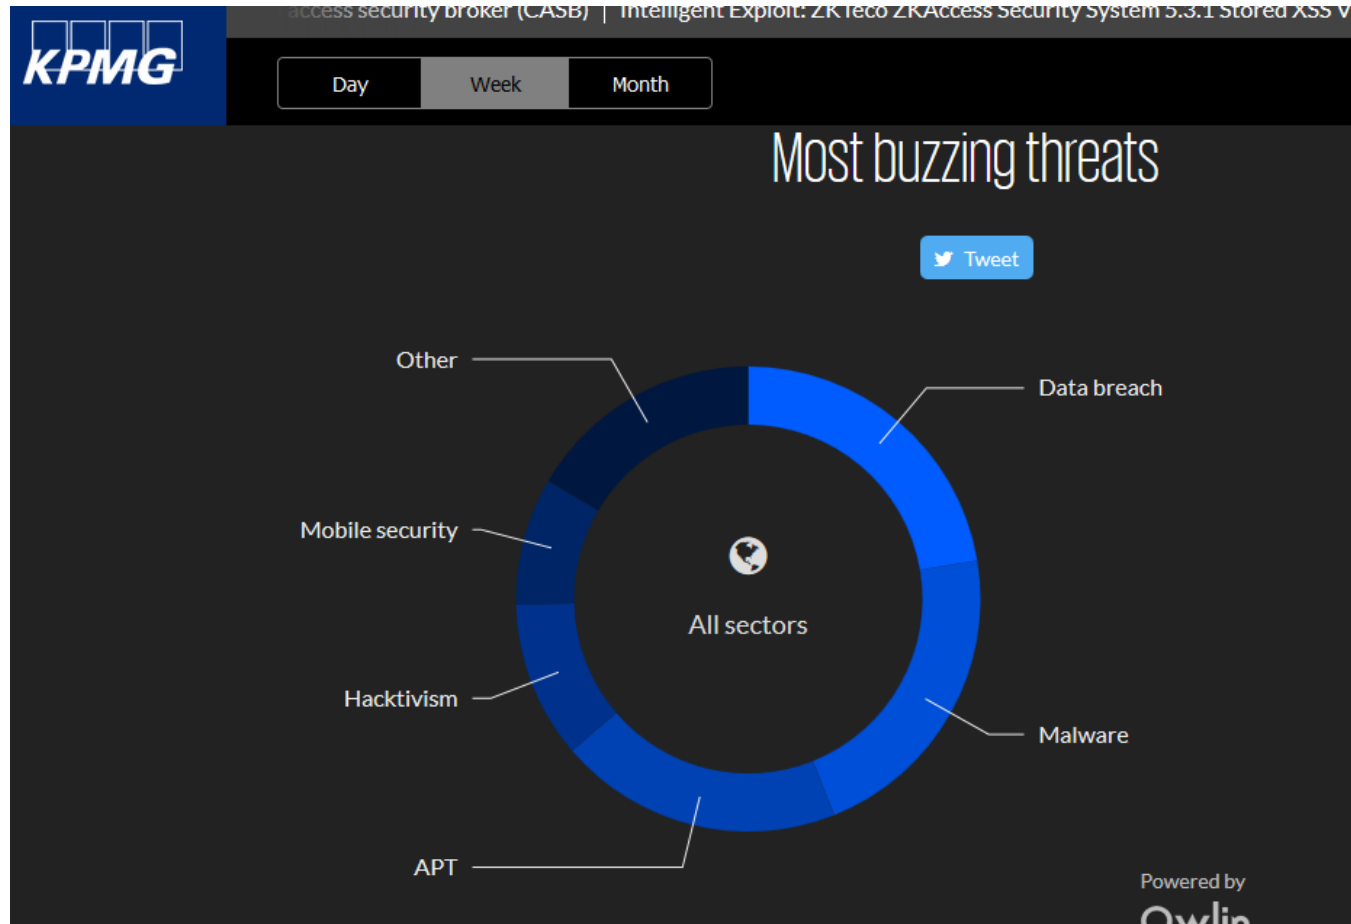 access security broker (CASB) | Intelligent Exploit: ZKTeco ZKAccess Security System 5.3.1 Stored XSS V
KPMG
Day Week Month
Most buzzing threats
Tweet
Other
Data breach
Mobile security
All sectors
Hacktivism
Malware
APT
Powered by
Owlin